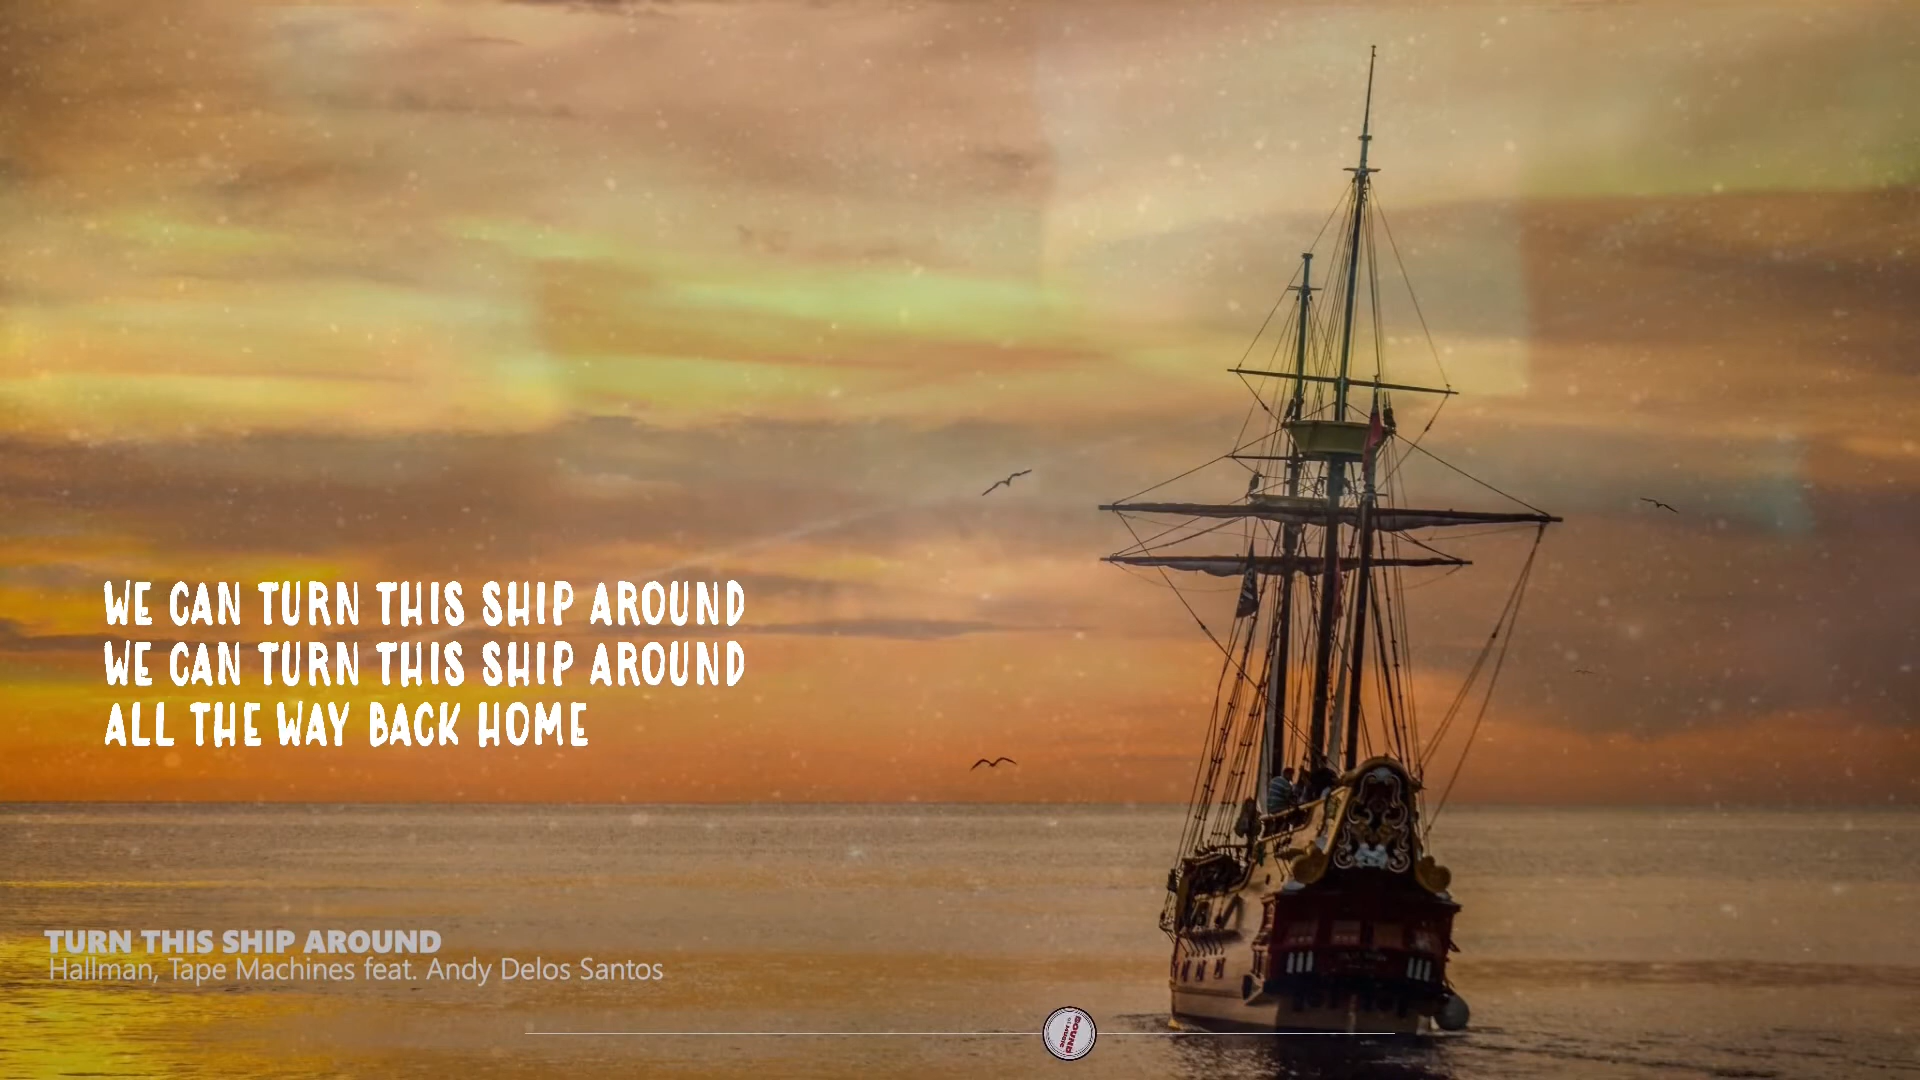 WE CAN TURN THIS SHIP AROUND
WE CAN TURN THIS SHIP AROUND
ALL THE WAY BACK HOME
TURN THIS SHIP AROUND
Hallman, Tape Machines feat. Andy Delos Santos